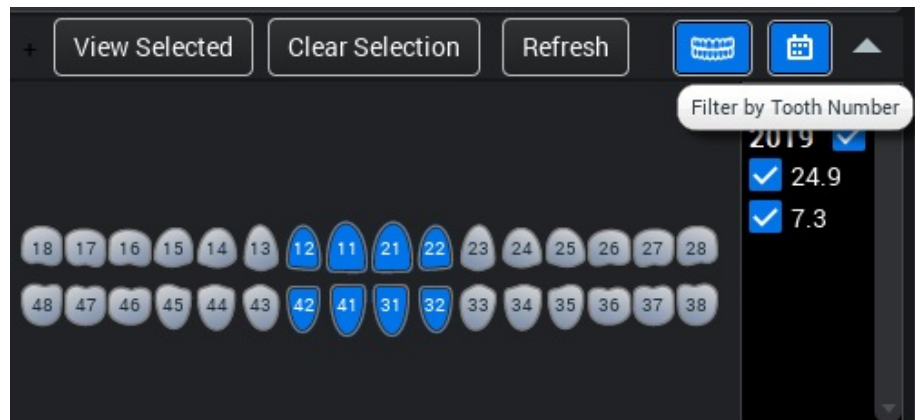 + View Selected Clear Selection Refresh
Filter by Tooth Number
2019
24.9
7.3
18 17 16 15 14 13 12 11 21 22 23 24 25 26 27 28
48 47 46 45 44 43 42 41 31 32 33 34 35 36 37 38